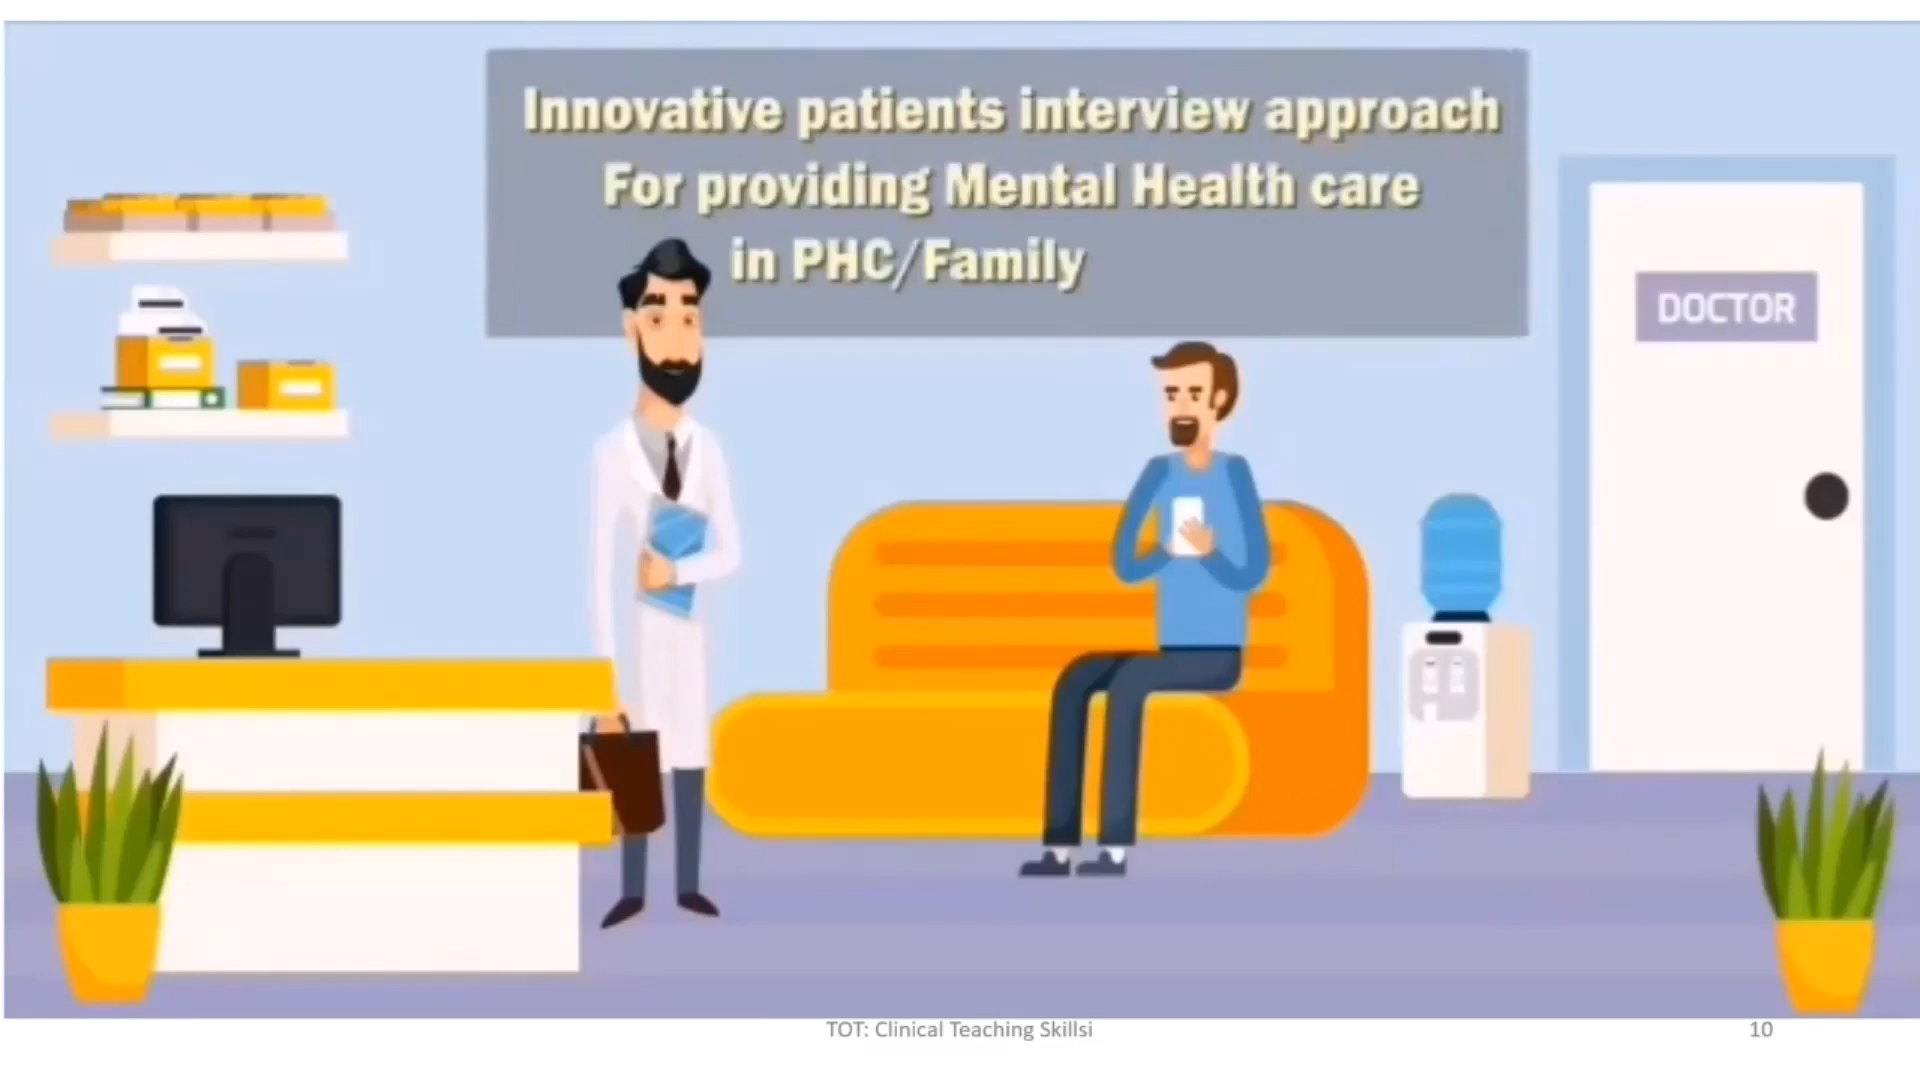 Innovative patients interview approach
For providing Mental Health care
in PHC/Family
DOCTOR
TOT: Clinical Teaching Skillsi
10